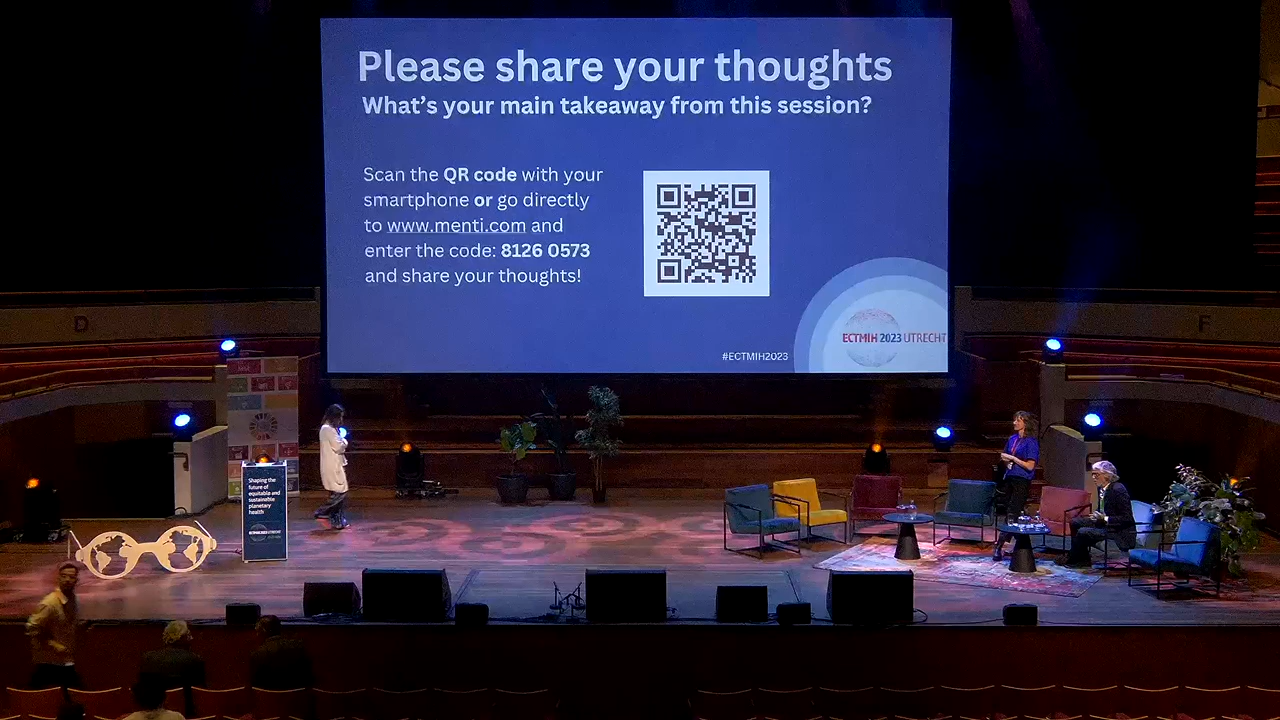 Please share your thoughts
What's your main takeaway from this session?
Scan the QR code with your
smartphone or go directly
to www.menti.com and
enter the code: 8126 0573
and share your thoughts!
ECTMIH 2023 UTRECHT
#ECTMIH2023
D
F
Shaping the
future of
equitable and
sustainable
planetary
health